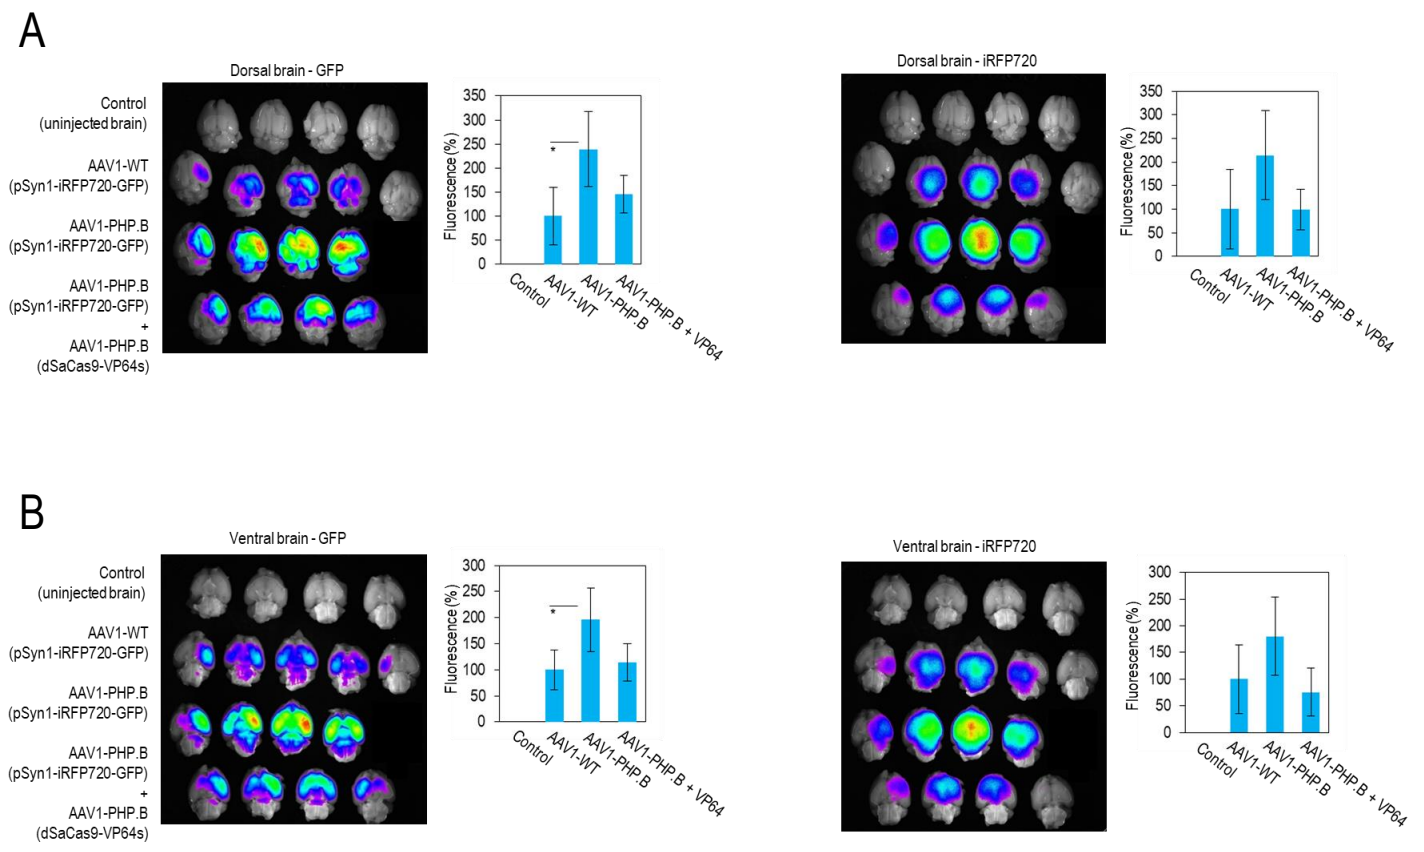 A
Dorsal brain - GFP
Control
(uninjected brain)
AAV1-WT
(pSyn1-iRFP720-GFP)
AAV1-PHP.B
(pSyn1-iRFP720-GFP)
AAV1-PHP.B
(pSyn1-iRFP720-GFP)
+
AAV1-PHP.B
(dSaCas9-VP64s)
Fluorescence (%)
350
300
250
200
150
100
50
0
*
Control
AAV1-WT
AAV1-PHP.B
AAV1-PHP.B + VP64
Dorsal brain - iRFP720
Fluorescence (%)
350
300
250
200
150
100
50
0
Control
AAV1-WT
AAV1-PHP.B
AAV1-PHP.B + VP64
B
Ventral brain - GFP
Control
(uninjected brain)
AAV1-WT
(pSyn1-iRFP720-GFP)
AAV1-PHP.B
(pSyn1-iRFP720-GFP)
AAV1-PHP.B
(pSyn1-iRFP720-GFP)
+
AAV1-PHP.B
(dSaCas9-VP64s)
Fluorescence (%)
300
250
200
150
100
50
0
*
Control
AAV1-WT
AAV1-PHP.B
AAV1-PHP.B + VP64
Ventral brain - iRFP720
Fluorescence (%)
300
250
200
150
100
50
0
Control
AAV1-WT
AAV1-PHP.B
AAV1-PHP.B + VP64